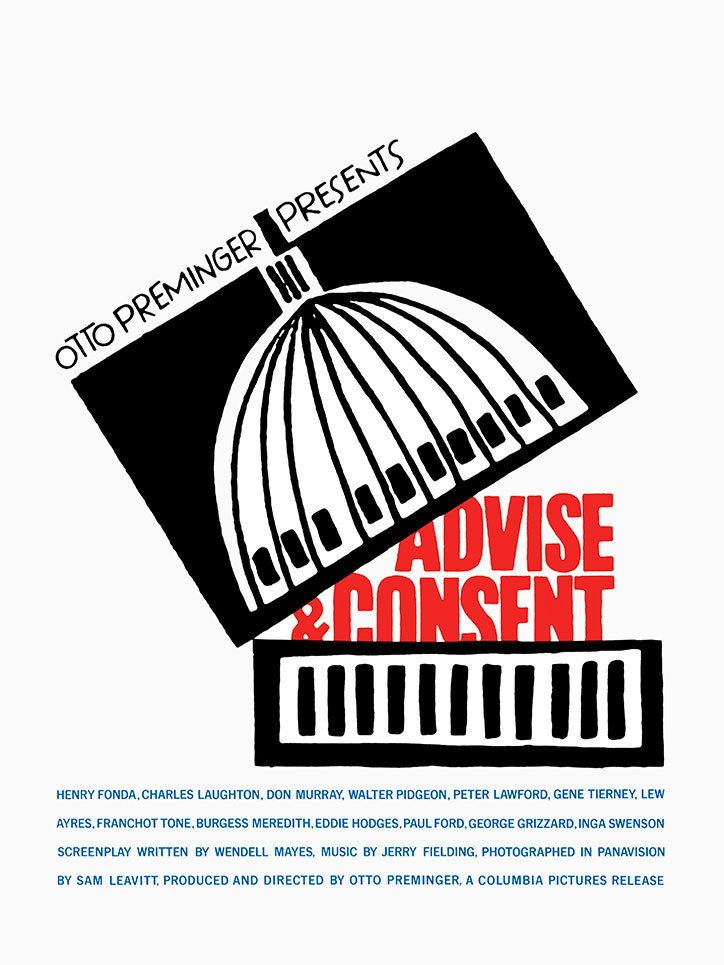 OTTO PREMINGER PRESENTS
ADVISE
& CONSENT
HENRY FONDA, CHARLES LAUGHTON, DON MURRAY, WALTER PIDGEON, PETER LAWFORD, GENE TIERNEY, LEW
AYRES, FRANCHOT TONE, BURGESS MEREDITH, EDDIE HODGES, PAUL FORD, GEORGE GRIZZARD, INGA SWENSON
SCREENPLAY WRITTEN BY WENDELL MAYES, MUSIC BY JERRY FIELDING, PHOTOGRAPHED IN PANAVISION
BY SAM LEAVITT, PRODUCED AND DIRECTED BY OTTO PREMINGER, A COLUMBIA PICTURES RELEASE